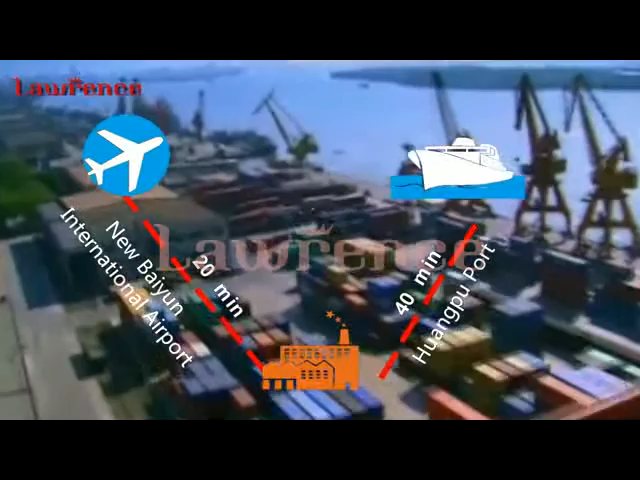 Lawrence
New Baiyun
International Airport
20 min
Lawrence
40 min
Huangpu Port